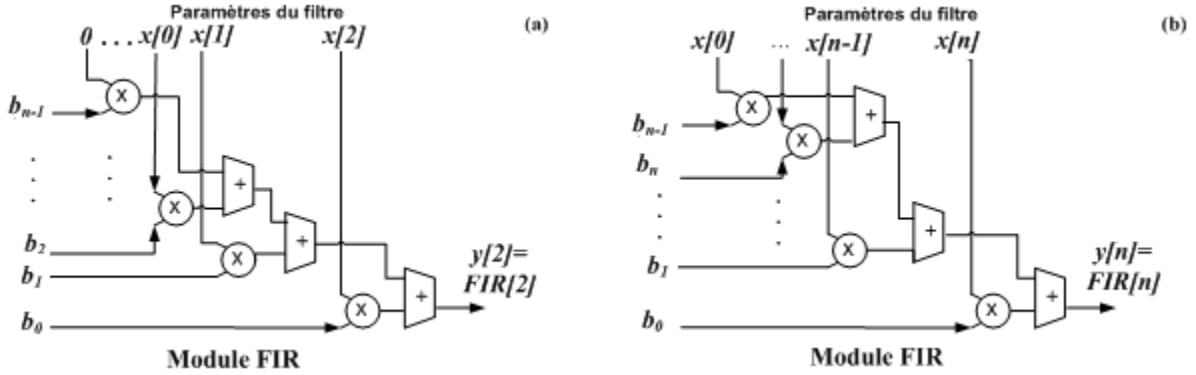 Paramètres du filtre
(a)
0 ... x[0] x[1] x[2]
X
b_{n-1}
+
X
b_2
+
X
b_1
y[2]=
FIR[2]
+
X
b_0
Module FIR
Paramètres du filtre
(b)
x[0] ... x[n-1] x[n]
X
+
b_{n-1}
X
b_n
+
X
b_1
y[n]=
FIR[n]
+
X
b_0
Module FIR